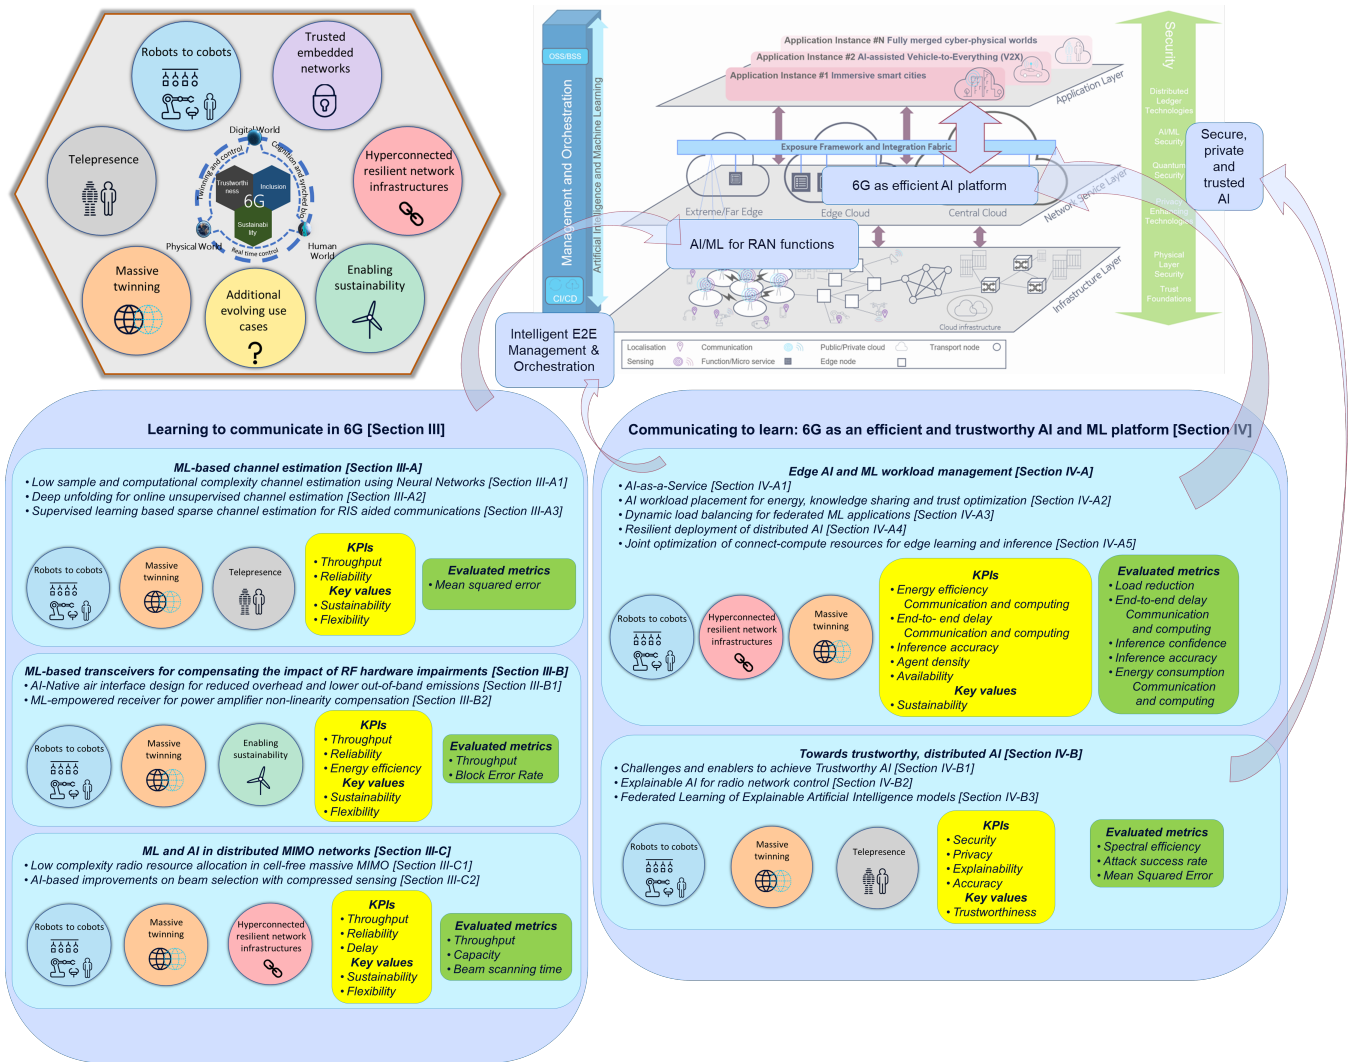 Robots to cobots
Trusted
embedded
networks
Telepresence
Hyperconnected
resilient network
infrastructures
Massive
twinning
Additional
evolving use
cases
Enabling
sustainability
Digital World
Twinning and control
Cognition and synched bio
Trustworthi
ness
Inclusion
6G
Sustainabi
lity
Physical World
Real time control
Human
World
OSS/BSS
Management and Orchestration
Artificial Intelligence and Machine Learning
CI/CD
Application Instance #N Fully merged cyber-physical worlds
Application Instance #2 AI-assisted Vehicle-to-Everything (V2X)
Application Instance #1 Immersive smart cities
Application Layer
Exposure Framework and Integration Fabric
6G as efficient AI platform
Extreme/Far Edge
Edge Cloud
Central Cloud
Network Service Layer
AI/ML for RAN functions
Cloud infrastructure
Infrastructure Layer
Security
Distributed
Ledger
Technologies
AI/ML
Security
Quantum
Security
Privacy
Enhancing
Technologies
Physical
Layer
Security
Trust
Foundations
Secure,
private
and
trusted
AI
Intelligent E2E
Management &
Orchestration
Localisation
Communication
Public/Private cloud
Transport node
Sensing
Function/Micro service
Edge node
Learning to communicate in 6G [Section III]
ML-based channel estimation [Section III-A]
• Low sample and computational complexity channel estimation using Neural Networks [Section III-A1]
• Deep unfolding for online unsupervised channel estimation [Section III-A2]
• Supervised learning based sparse channel estimation for RIS aided communications [Section III-A3]
Robots to cobots
Massive
twinning
Telepresence
KPIs
• Throughput
• Reliability
Key values
• Sustainability
• Flexibility
Evaluated metrics
• Mean squared error
ML-based transceivers for compensating the impact of RF hardware impairments [Section III-B]
• AI-Native air interface design for reduced overhead and lower out-of-band emissions [Section III-B1]
• ML-empowered receiver for power amplifier non-linearity compensation [Section III-B2]
Robots to cobots
Massive
twinning
Enabling
sustainability
KPIs
• Throughput
• Reliability
• Energy efficiency
Key values
• Sustainability
• Flexibility
Evaluated metrics
• Throughput
• Block Error Rate
ML and AI in distributed MIMO networks [Section III-C]
• Low complexity radio resource allocation in cell-free massive MIMO [Section III-C1]
• AI-based improvements on beam selection with compressed sensing [Section III-C2]
Robots to cobots
Massive
twinning
Hyperconnected
resilient network
infrastructures
KPIs
• Throughput
• Reliability
• Delay
Key values
• Sustainability
• Flexibility
Evaluated metrics
• Throughput
• Capacity
• Beam scanning time
Communicating to learn: 6G as an efficient and trustworthy AI and ML platform [Section IV]
Edge AI and ML workload management [Section IV-A]
• AI-as-a-Service [Section IV-A1]
• AI workload placement for energy, knowledge sharing and trust optimization [Section IV-A2]
• Dynamic load balancing for federated ML applications [Section IV-A3]
• Resilient deployment of distributed AI [Section IV-A4]
• Joint optimization of connect-compute resources for edge learning and inference [Section IV-A5]
Robots to cobots
Hyperconnected
resilient network
infrastructures
Massive
twinning
KPIs
• Energy efficiency
Communication and computing
• End-to- end delay
Communication and computing
• Inference accuracy
• Agent density
• Availability
Key values
• Sustainability
Evaluated metrics
• Load reduction
• End-to-end delay
Communication
and computing
• Inference confidence
• Inference accuracy
• Energy consumption
Communication
and computing
Towards trustworthy, distributed AI [Section IV-B]
• Challenges and enablers to achieve Trustworthy AI [Section IV-B1]
• Explainable AI for radio network control [Section IV-B2]
• Federated Learning of Explainable Artificial Intelligence models [Section IV-B3]
Robots to cobots
Massive
twinning
Telepresence
KPIs
• Security
• Privacy
• Explainability
• Accuracy
Key values
• Trustworthiness
Evaluated metrics
• Spectral efficiency
• Attack success rate
• Mean Squared Error